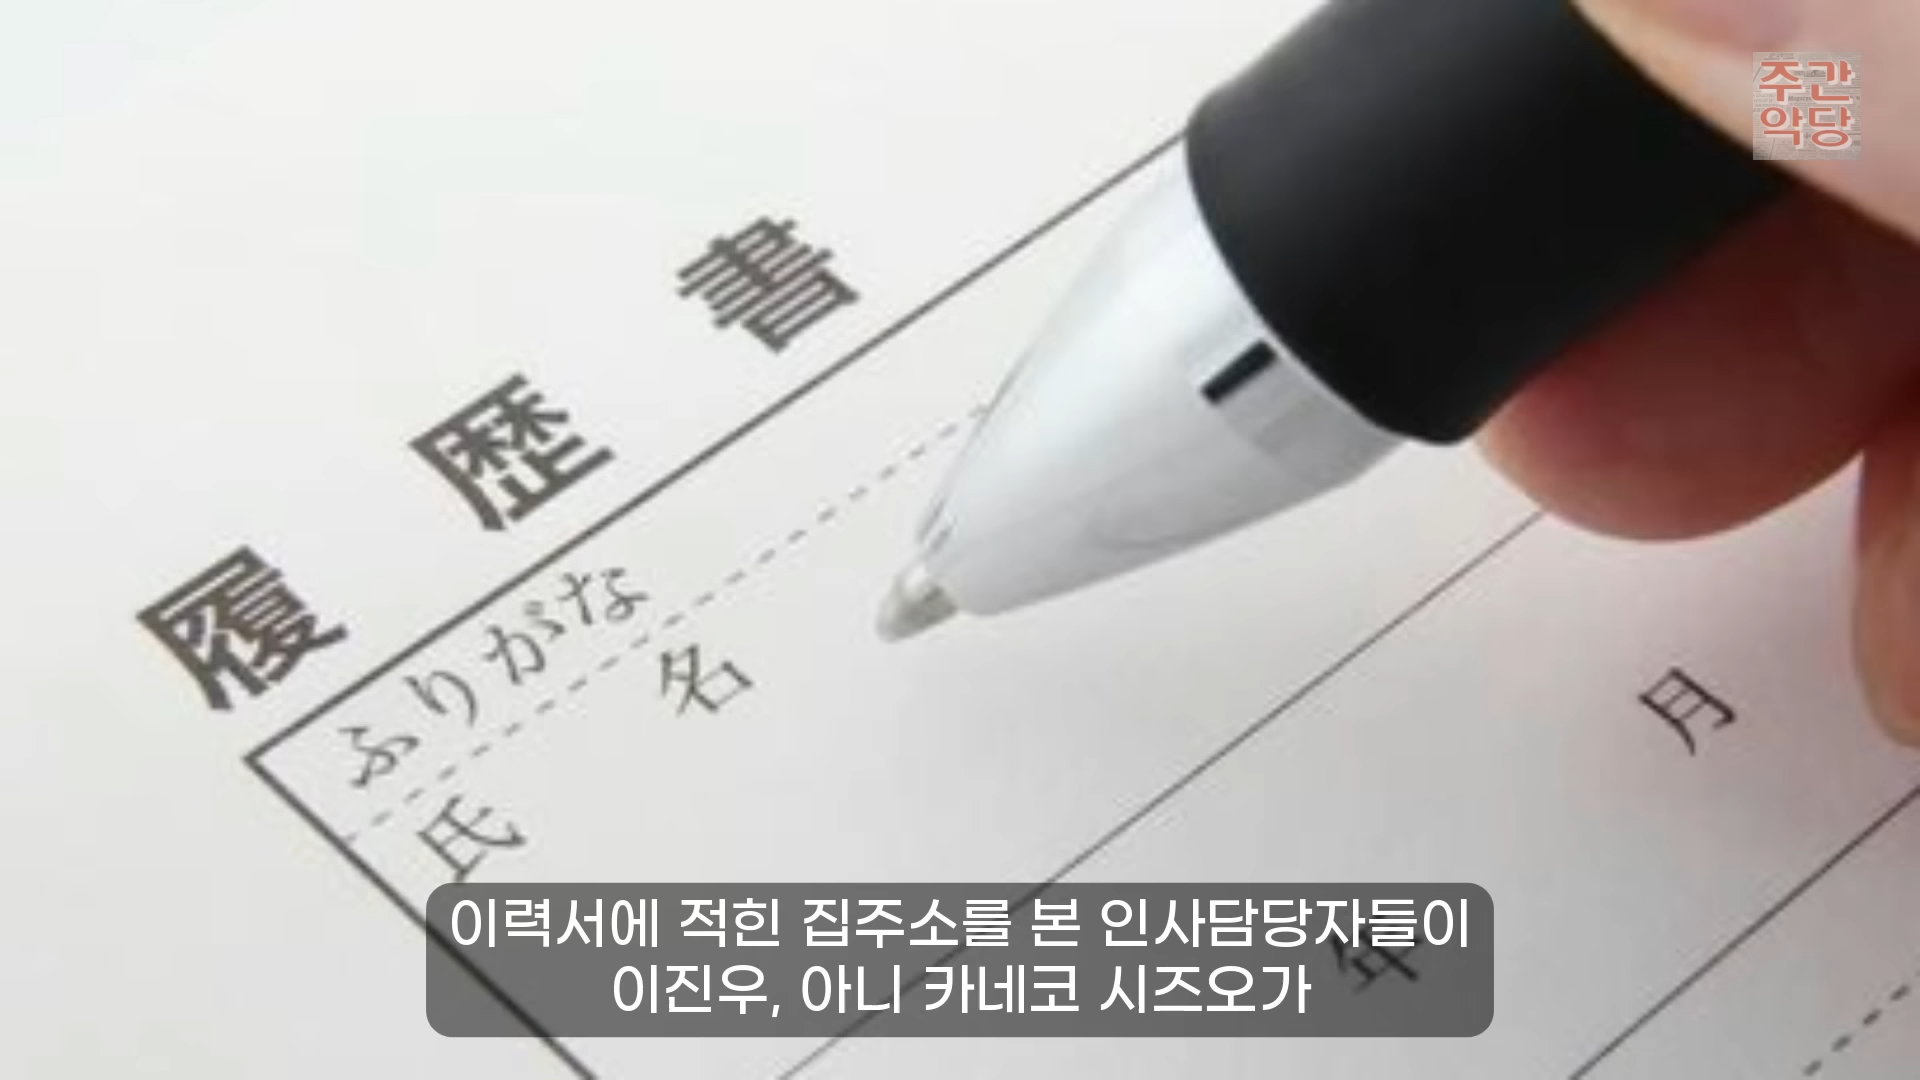 주간
악당
履歴書
ふりがな
氏名
月
年
이력서에 적힌 집주소를 본 인사담당자들이
이진우, 아니 카네코 시즈오가